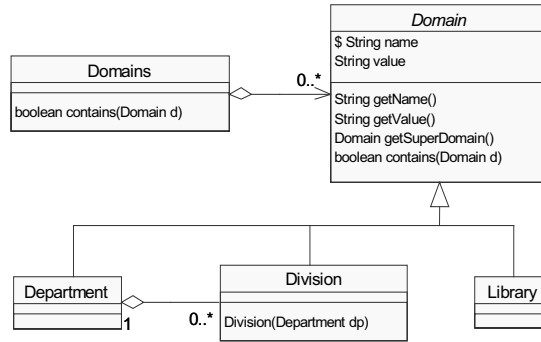 Domain
$ String name
String value
String getName()
String getValue()
Domain getSuperDomain()
boolean contains(Domain d)
Domains
boolean contains(Domain d)
0..*
Department
1
0..*
Division
Division(Department dp)
Library